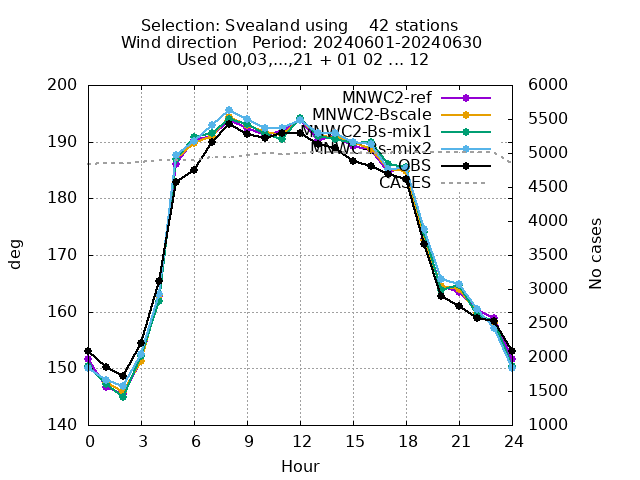 Selection: Svealand using    42 stations
Wind direction   Period: 20240601-20240630
Used 00,03,...,21 + 01 02 ... 12
200 6000
MNWC2-ref
MNWC2-Bscale
MNWC2-Bs-mix1
MNWC2-Bs-mix2
OBS
CASES
190 5500
180 5000
170 4500
160 4000
150 3500
140 3000
2500
2000
1500
1000
deg
No cases
0 3 6 9 12 15 18 21 24
Hour